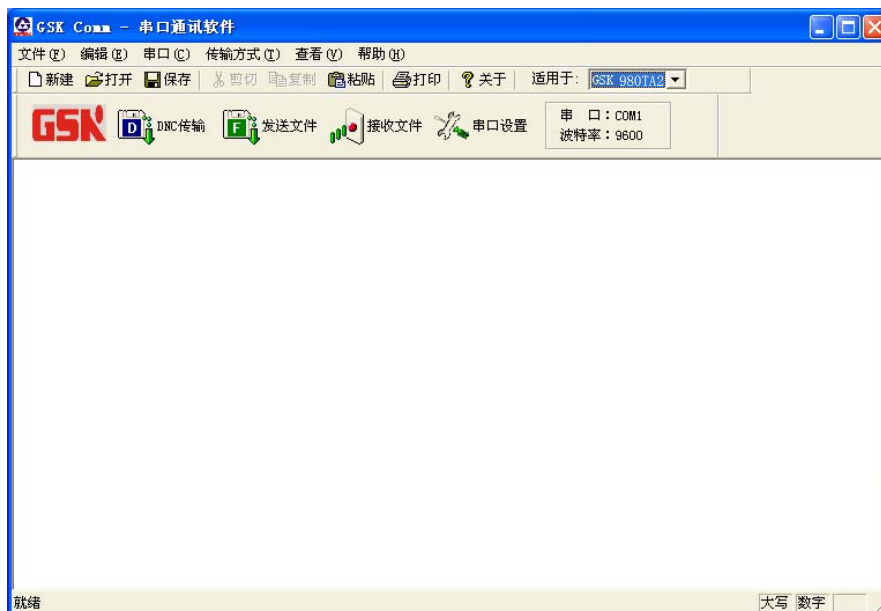 GSK Comm - 串口通讯软件
文件(F) 编辑(E) 串口(C) 传输方式(T) 查看(V) 帮助(H)
新建 打开 保存 剪切 复制 粘贴 打印 关于 适用于: GSK 980TA2
GSK DNC传输 发送文件 接收文件 串口设置
串 口：COM1
波特率：9600
就绪 大写 数字